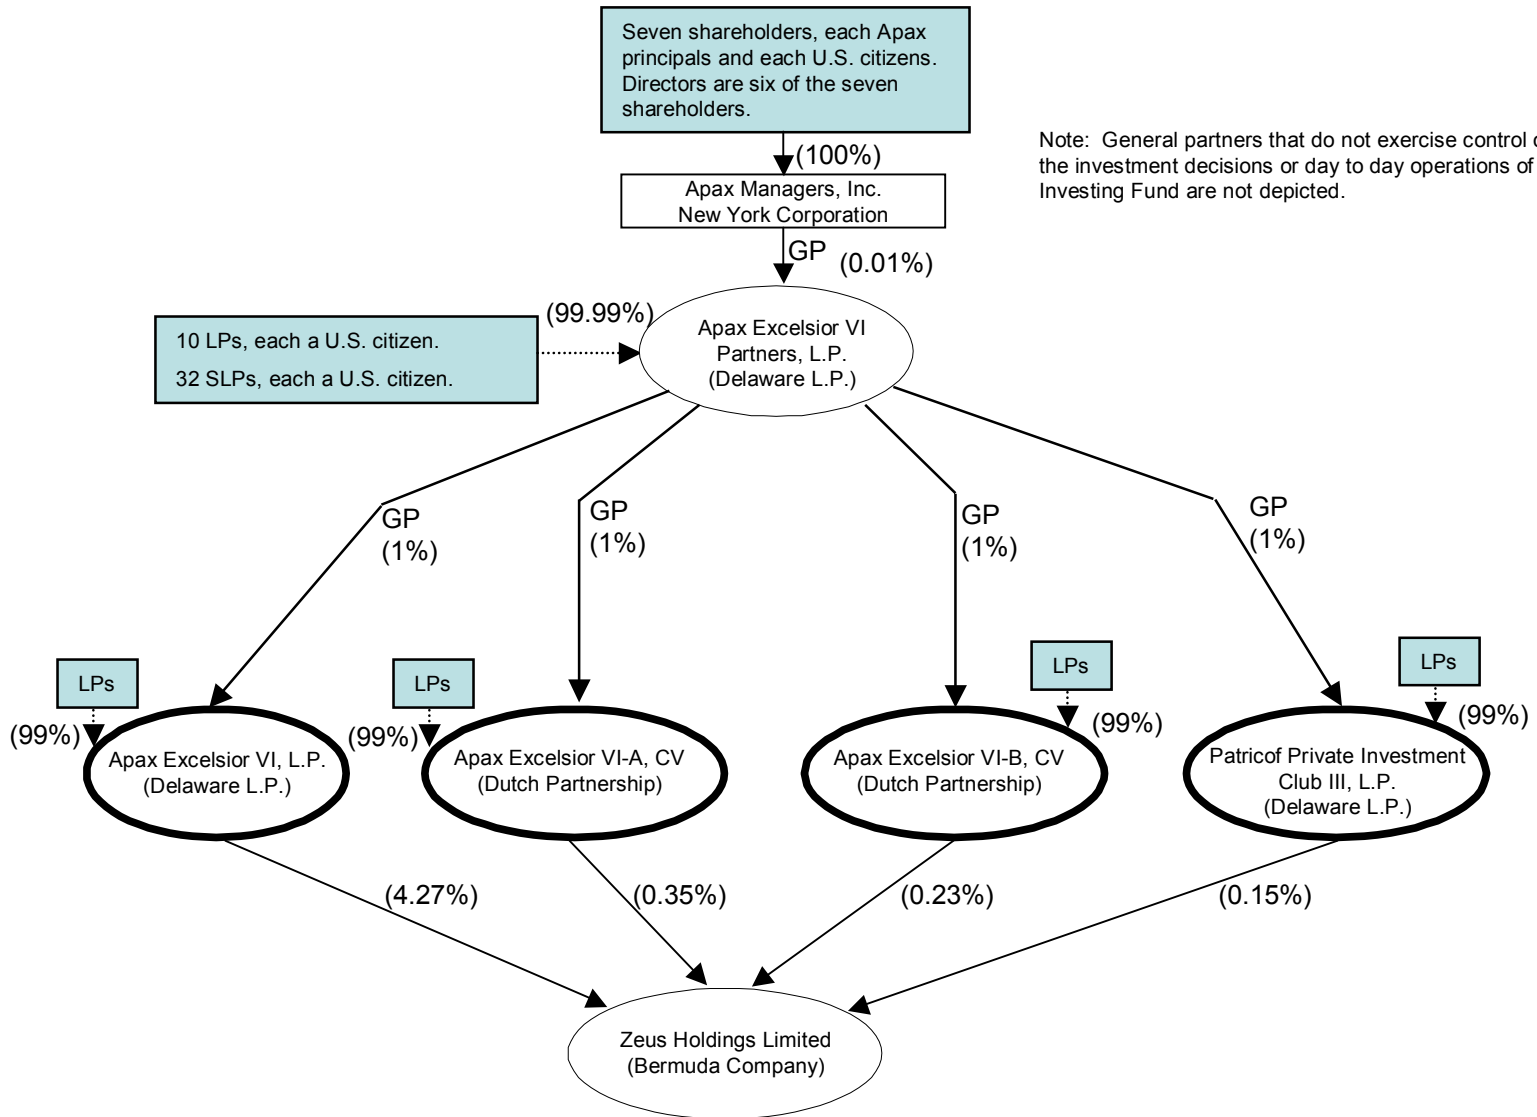 Seven shareholders, each Apax
principals and each U.S. citizens.
Directors are six of the seven
shareholders.
(100%)
Note: General partners that do not exercise control
the investment decisions or day to day operations of
Investing Fund are not depicted.
Apax Managers, Inc.
New York Corporation
GP
(0.01%)
(99.99%)
10 LPs, each a U.S. citizen.
32 SLPs, each a U.S. citizen.
Apax Excelsior VI
Partners, L.P.
(Delaware L.P.)
GP
(1%)
GP
(1%)
GP
(1%)
GP
(1%)
LPs
LPs
LPs
LPs
(99%)
(99%)
(99%)
(99%)
Apax Excelsior VI, L.P.
(Delaware L.P.)
Apax Excelsior VI-A, CV
(Dutch Partnership)
Apax Excelsior VI-B, CV
(Dutch Partnership)
Patricof Private Investment
Club III, L.P.
(Delaware L.P.)
(4.27%)
(0.35%)
(0.23%)
(0.15%)
Zeus Holdings Limited
(Bermuda Company)